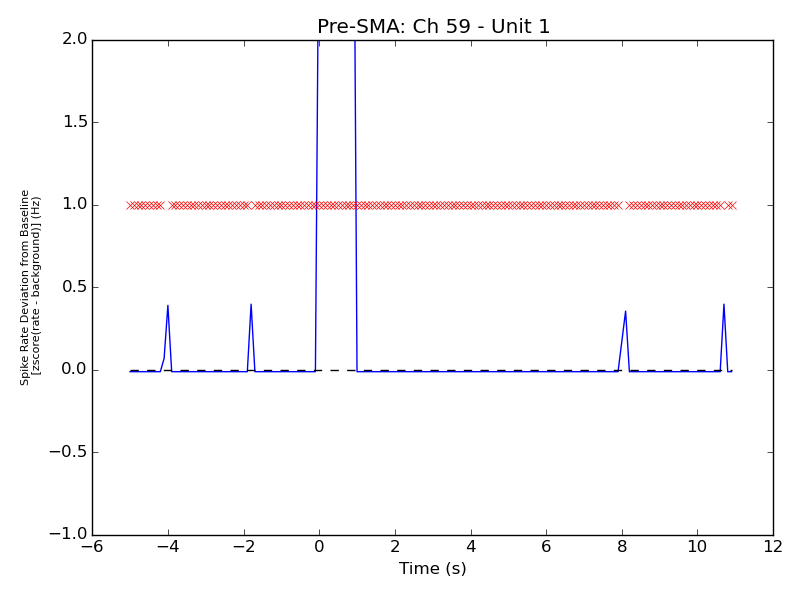 Pre-SMA: Ch 59 - Unit 1
2.0
1.5
1.0
0.5
0.0
−0.5
−1.0
Spike Rate Deviation from Baseline
[zscore(rate - background)] (Hz)
−6 −4 −2 0 2 4 6 8 10 12
Time (s)